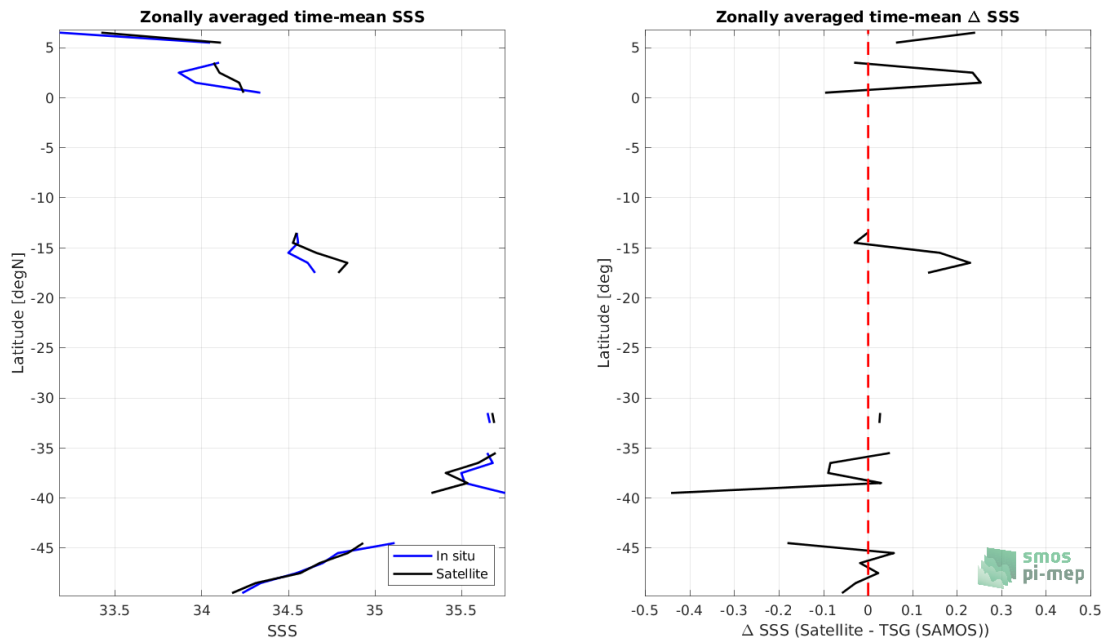 Zonally averaged time-mean SSS
5
0
-5
-10
-15
-20
-25
-30
-35
-40
-45
Latitude [degN]
33.5 34 34.5 35 35.5
SSS
In situ
Satellite
Zonally averaged time-mean Δ SSS
5
0
-5
-10
-15
-20
-25
-30
-35
-40
-45
Latitude [deg]
-0.5 -0.4 -0.3 -0.2 -0.1 0 0.1 0.2 0.3 0.4 0.5
Δ SSS (Satellite - TSG (SAMOS))
smos
pi-mep